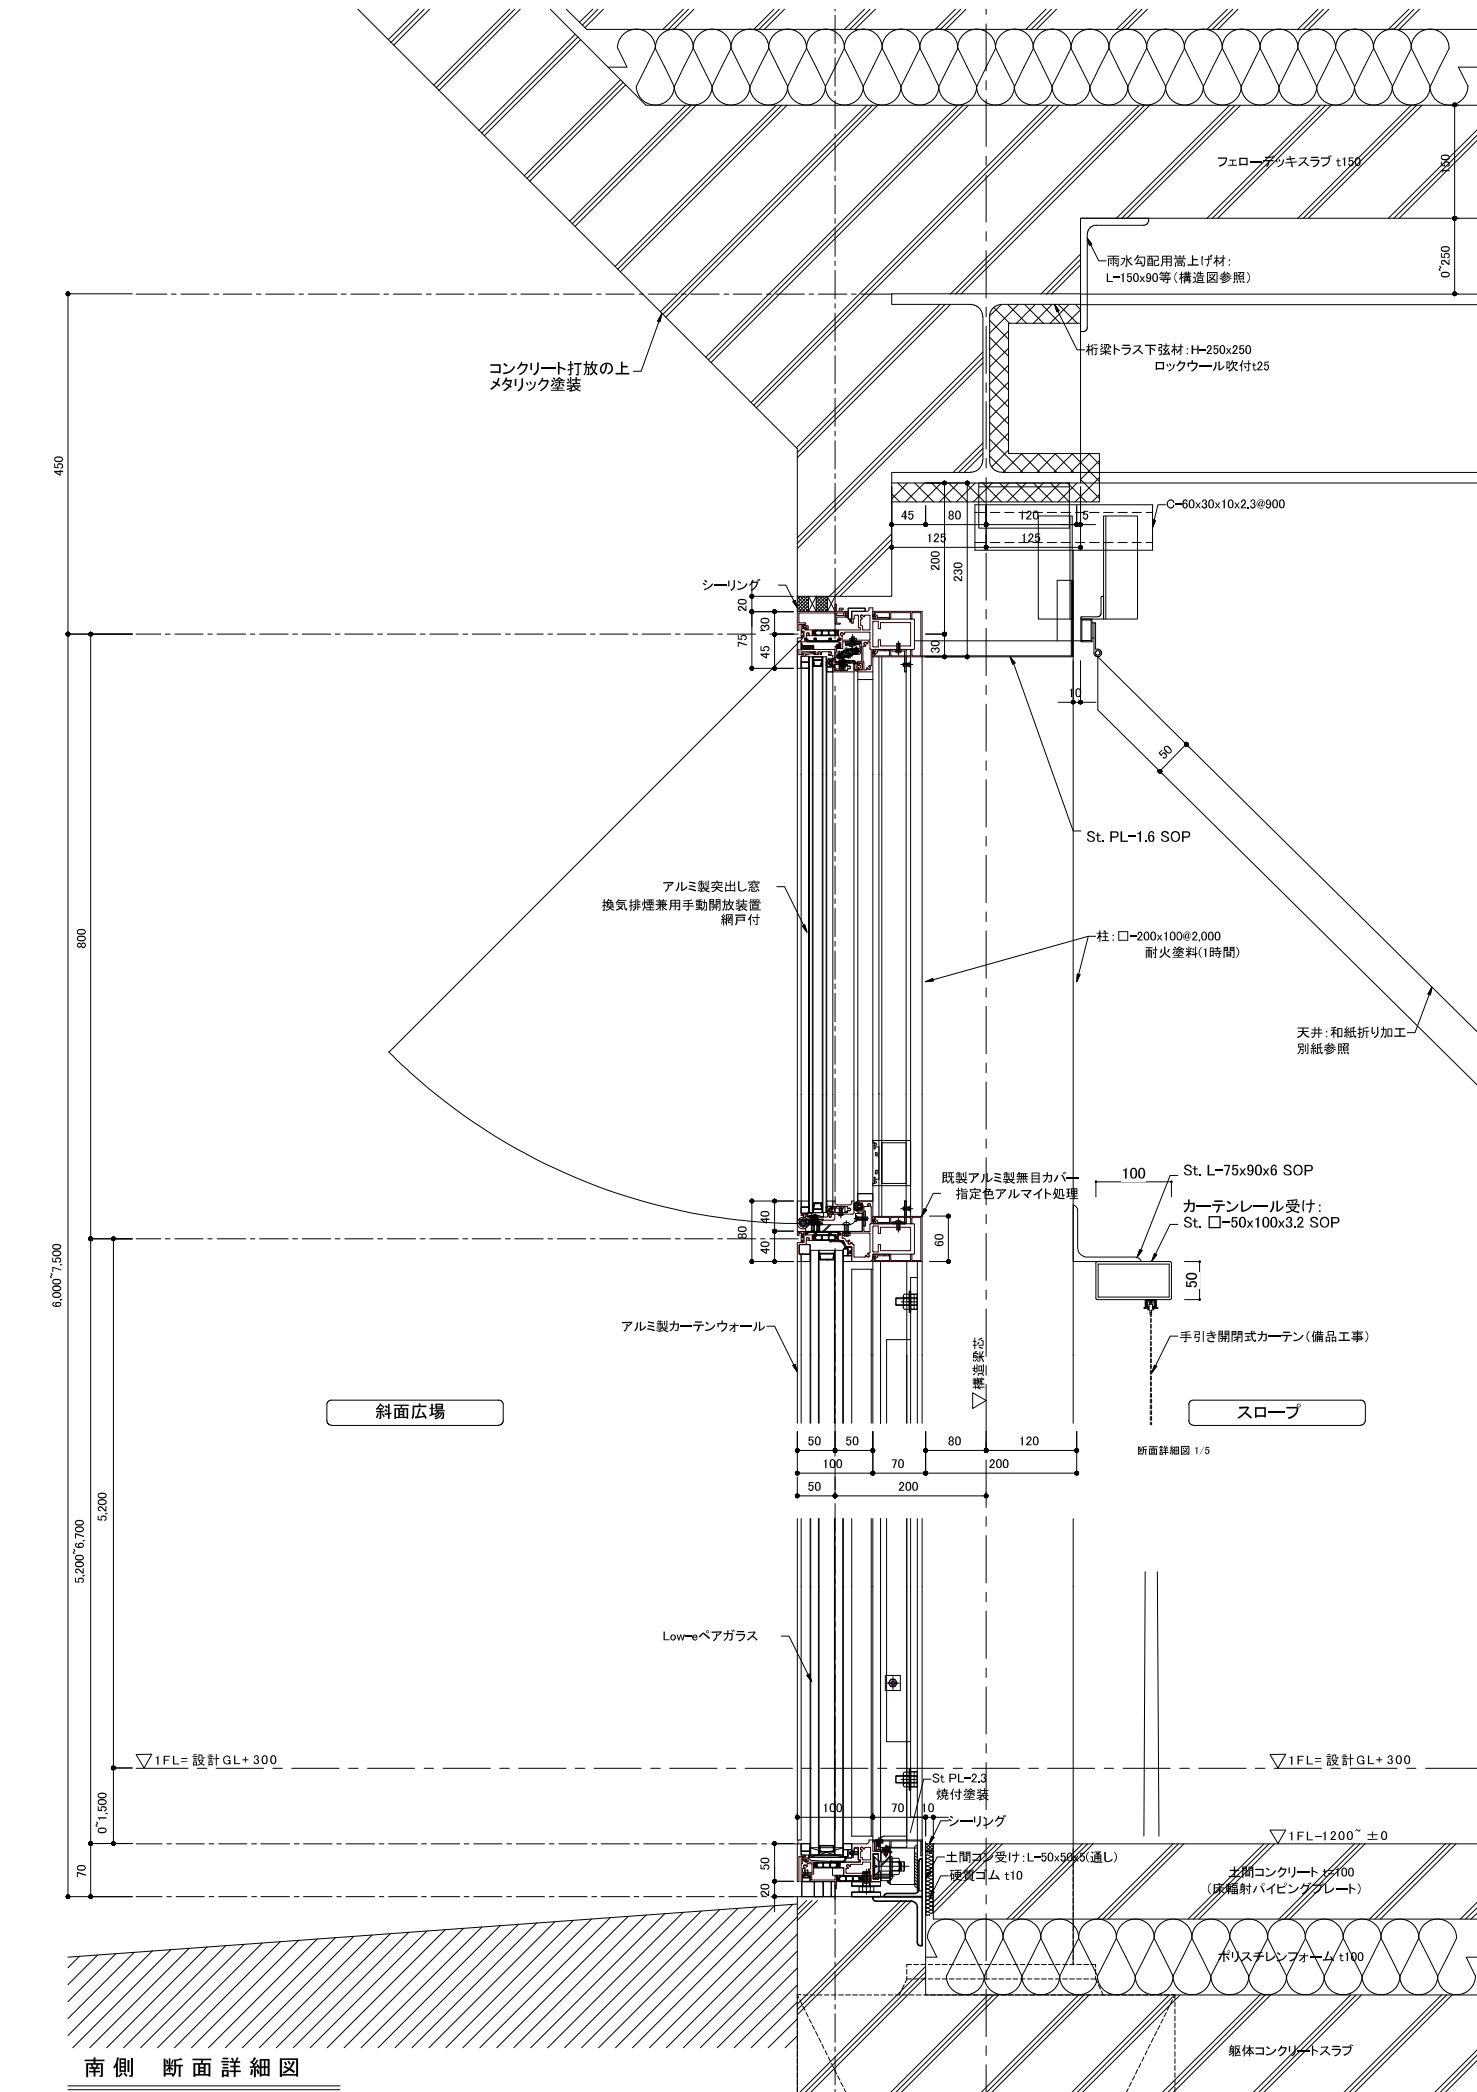 フェローデッキスラブ t150
150
雨水勾配用嵩上げ材:
L-150x90等(構造図参照)
0~250
桁梁トラス下弦材:H-250x250
ロックウール吹付t25
コンクリート打放の上
メタリック塗装
450
C-60x30x10x2.3@900
45 80 120 5
125 125
200
230
シーリング
20
30
75
45
30
10
50
St. PL-1.6 SOP
アルミ製突出し窓
換気排煙兼用手動開放装置
網戸付
800
柱:□-200x100@2,000
耐火塗料(1時間)
天井:和紙折り加工
別紙参照
既製アルミ製無目カバー
指定色アルマイト処理
100
St. L-75x90x6 SOP
カーテンレール受け:
St. □-50x100x3.2 SOP
40
80
40
60
50
6,000~7,500
アルミ製カーテンウォール
手引き開閉式カーテン(備品工事)
▽構造梁芯
斜面広場
スロープ
断面詳細図 1/5
50 50 80 120
100 70 200
50 200
5,200
5,200~6,700
Low-eペアガラス
▽1FL= 設計GL+300
▽1FL= 設計GL+300
St PL-2.3
焼付塗装
0~1,500
100 70 10
シーリング
▽1FL-1200~ ±0
土間コン受け:L-50x50x5(通し)
硬質ゴム t10
50
20
70
土間コンクリート t=100
(床輻射パイピングプレート)
ポリスチレンフォーム t100
躯体コンクリートスラブ
南側 断面詳細図